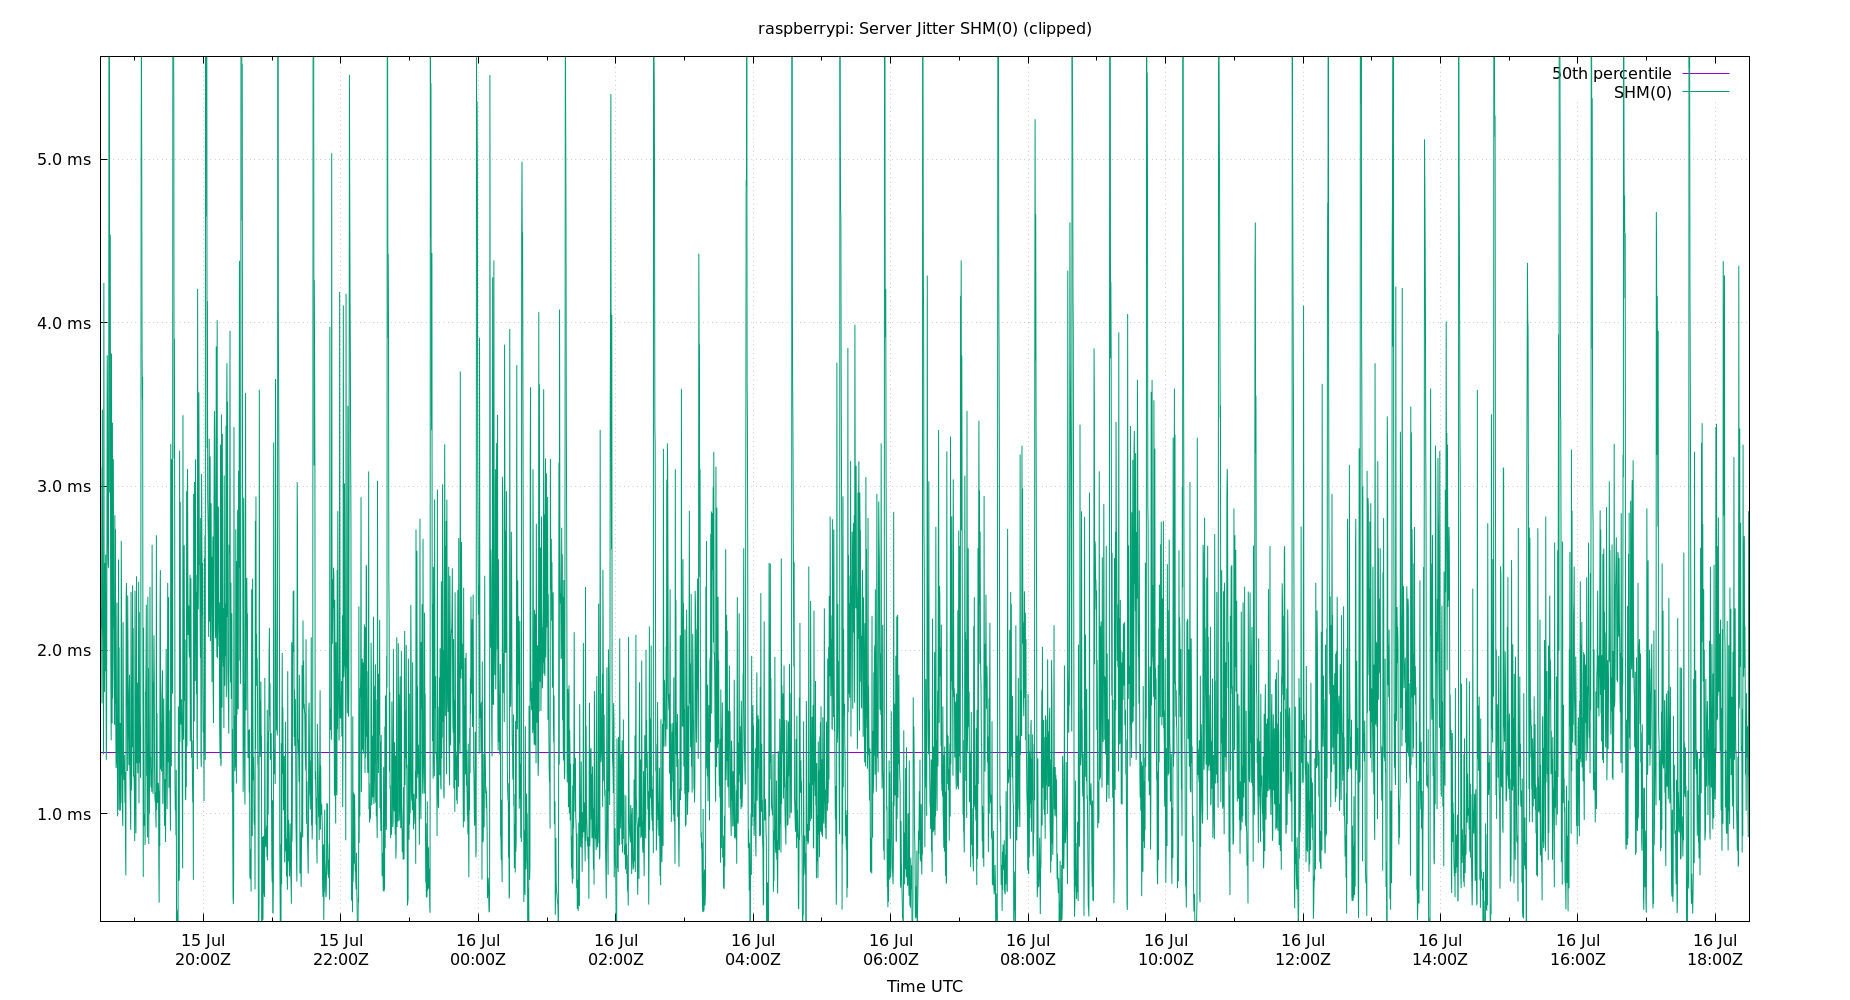 raspberrypi: Server Jitter SHM(0) (clipped)
50th percentile
SHM(0)
5.0 ms
4.0 ms
3.0 ms
2.0 ms
1.0 ms
15 Jul 15 Jul 16 Jul 16 Jul 16 Jul 16 Jul 16 Jul 16 Jul 16 Jul 16 Jul 16 Jul 16 Jul
20:00Z 22:00Z 00:00Z 02:00Z 04:00Z 06:00Z 08:00Z 10:00Z 12:00Z 14:00Z 16:00Z 18:00Z
Time UTC